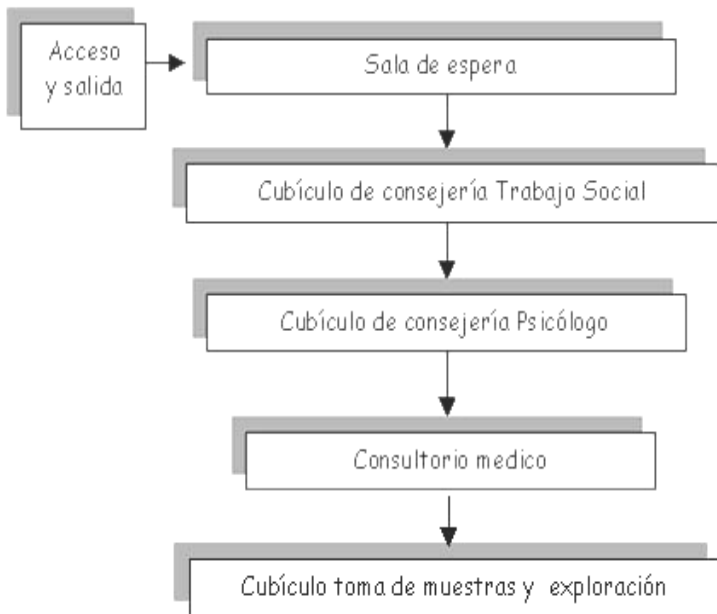 Acceso
y salida
Sala de espera
Cubículo de consejería Trabajo Social
Cubículo de consejería Psicólogo
Consultorio medico
Cubículo toma de muestras y exploración